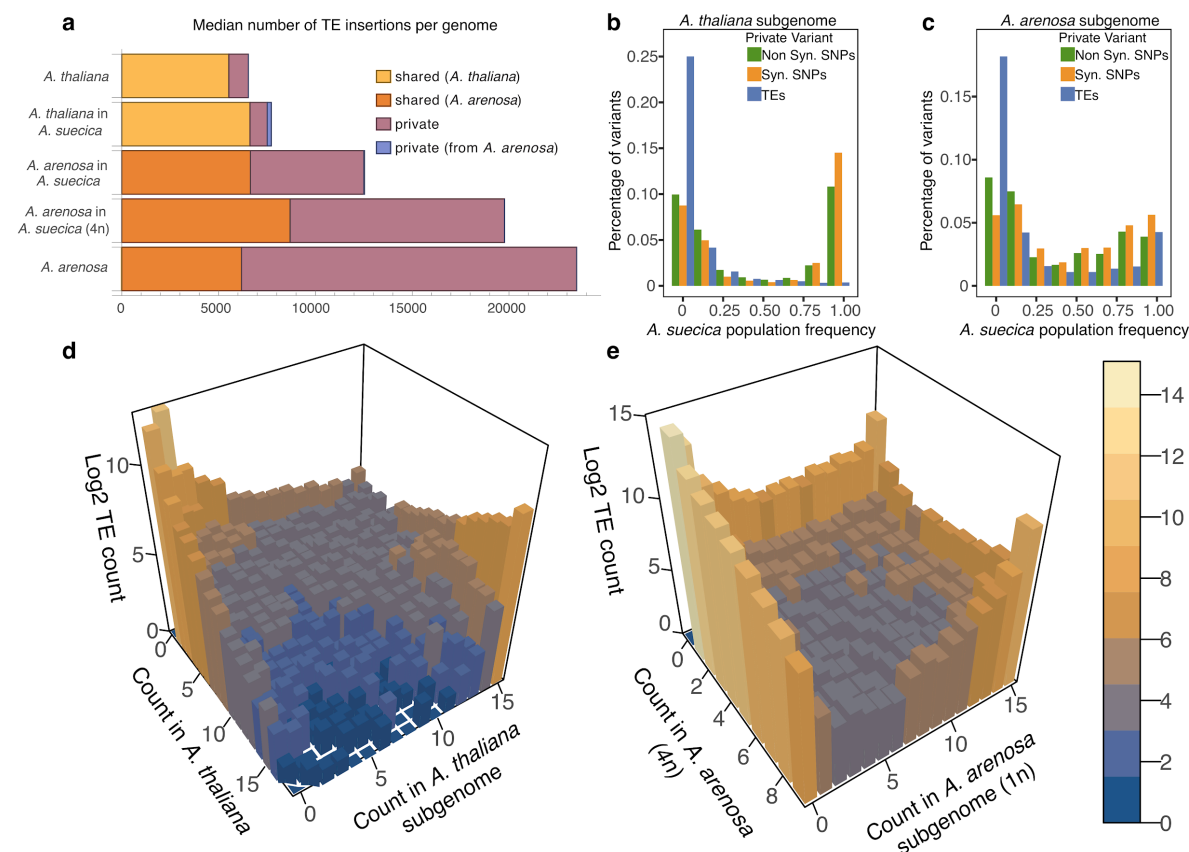 a
Median number of TE insertions per genome
A. thaliana
A. thaliana in
A. suecica
A. arenosa in
A. suecica
A. arenosa in
A. suecica (4n)
A. arenosa
0 5000 10000 15000 20000
shared (A. thaliana)
shared (A. arenosa)
private
private (from A. arenosa)
b
A. thaliana subgenome
Private Variant
Non Syn. SNPs
Syn. SNPs
TEs
Percentage of variants
0.25
0.20
0.15
0.10
0.05
0
0 0.25 0.50 0.75 1.00
A. suecica population frequency
c
A. arenosa subgenome
Private Variant
Non Syn. SNPs
Syn. SNPs
TEs
Percentage of variants
0.15
0.10
0.05
0
0 0.25 0.50 0.75 1.00
A. suecica population frequency
d
Log2 TE count
10
5
0
0
5
10
15
Count in A. thaliana
0
5
10
15
Count in A. thaliana
subgenome
e
Log2 TE count
15
10
5
0
0
2
4
6
8
Count in A. arenosa
(4n)
0
5
10
15
Count in A. arenosa
subgenome (1n)
14
12
10
8
6
4
2
0